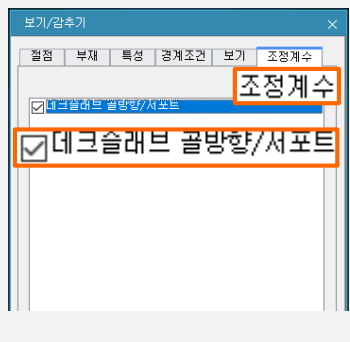 보기/감추기
절점 부재 특성 경계조건 보기 조정계수
조정계수
데크슬래브 골방향/서포트
데크슬래브 골방향/서포트